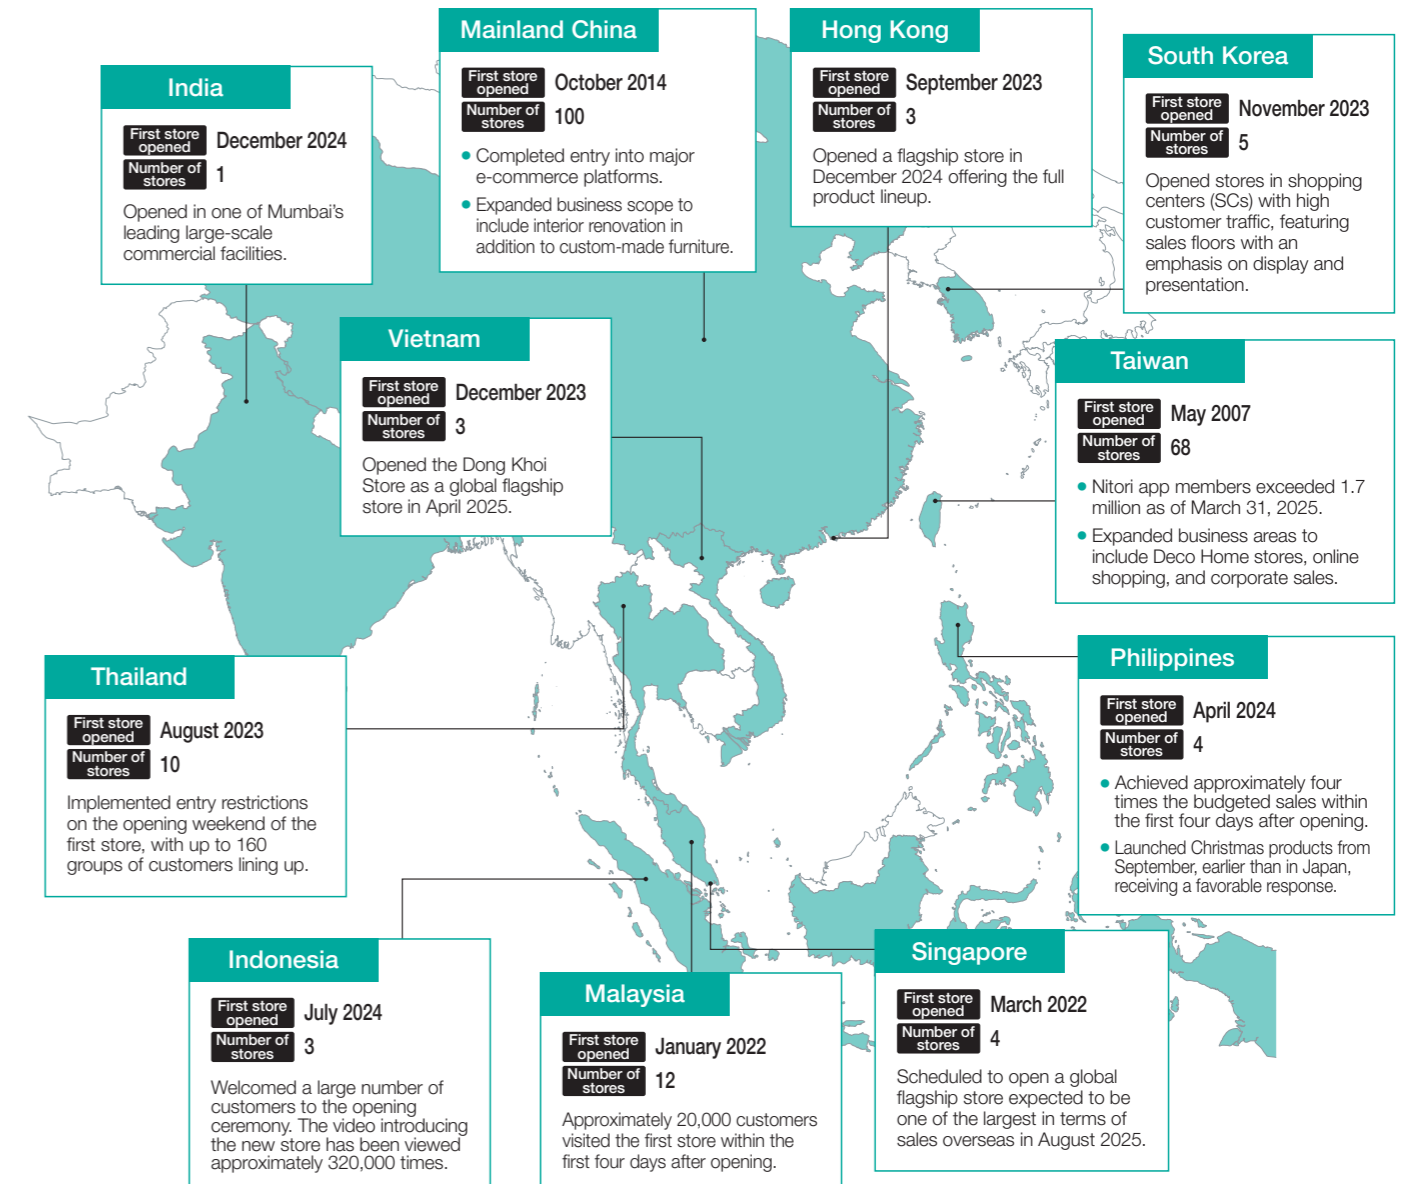 India
First store
opened
December 2024
Number of
stores
1
Opened in one of Mumbai's
leading large-scale
commercial facilities.
Mainland China
First store
opened
October 2014
Number of
stores
100
• Completed entry into major
e-commerce platforms.
• Expanded business scope to
include interior renovation in
addition to custom-made furniture.
Hong Kong
First store
opened
September 2023
Number of
stores
3
Opened a flagship store in
December 2024 offering the full
product lineup.
South Korea
First store
opened
November 2023
Number of
stores
5
Opened stores in shopping
centers (SCs) with high
customer traffic, featuring
sales floors with an
emphasis on display and
presentation.
Vietnam
First store
opened
December 2023
Number of
stores
3
Opened the Dong Khoi
Store as a global flagship
store in April 2025.
Taiwan
First store
opened
May 2007
Number of
stores
68
• Nitori app members exceeded 1.7
million as of March 31, 2025.
• Expanded business areas to
include Deco Home stores, online
shopping, and corporate sales.
Thailand
First store
opened
August 2023
Number of
stores
10
Implemented entry restrictions
on the opening weekend of the
first store, with up to 160
groups of customers lining up.
Philippines
First store
opened
April 2024
Number of
stores
4
• Achieved approximately four
times the budgeted sales within
the first four days after opening.
• Launched Christmas products from
September, earlier than in Japan,
receiving a favorable response.
Indonesia
First store
opened
July 2024
Number of
stores
3
Welcomed a large number of
customers to the opening
ceremony. The video introducing
the new store has been viewed
approximately 320,000 times.
Malaysia
First store
opened
January 2022
Number of
stores
12
Approximately 20,000 customers
visited the first store within the
first four days after opening.
Singapore
First store
opened
March 2022
Number of
stores
4
Scheduled to open a global
flagship store expected to be
one of the largest in terms of
sales overseas in August 2025.